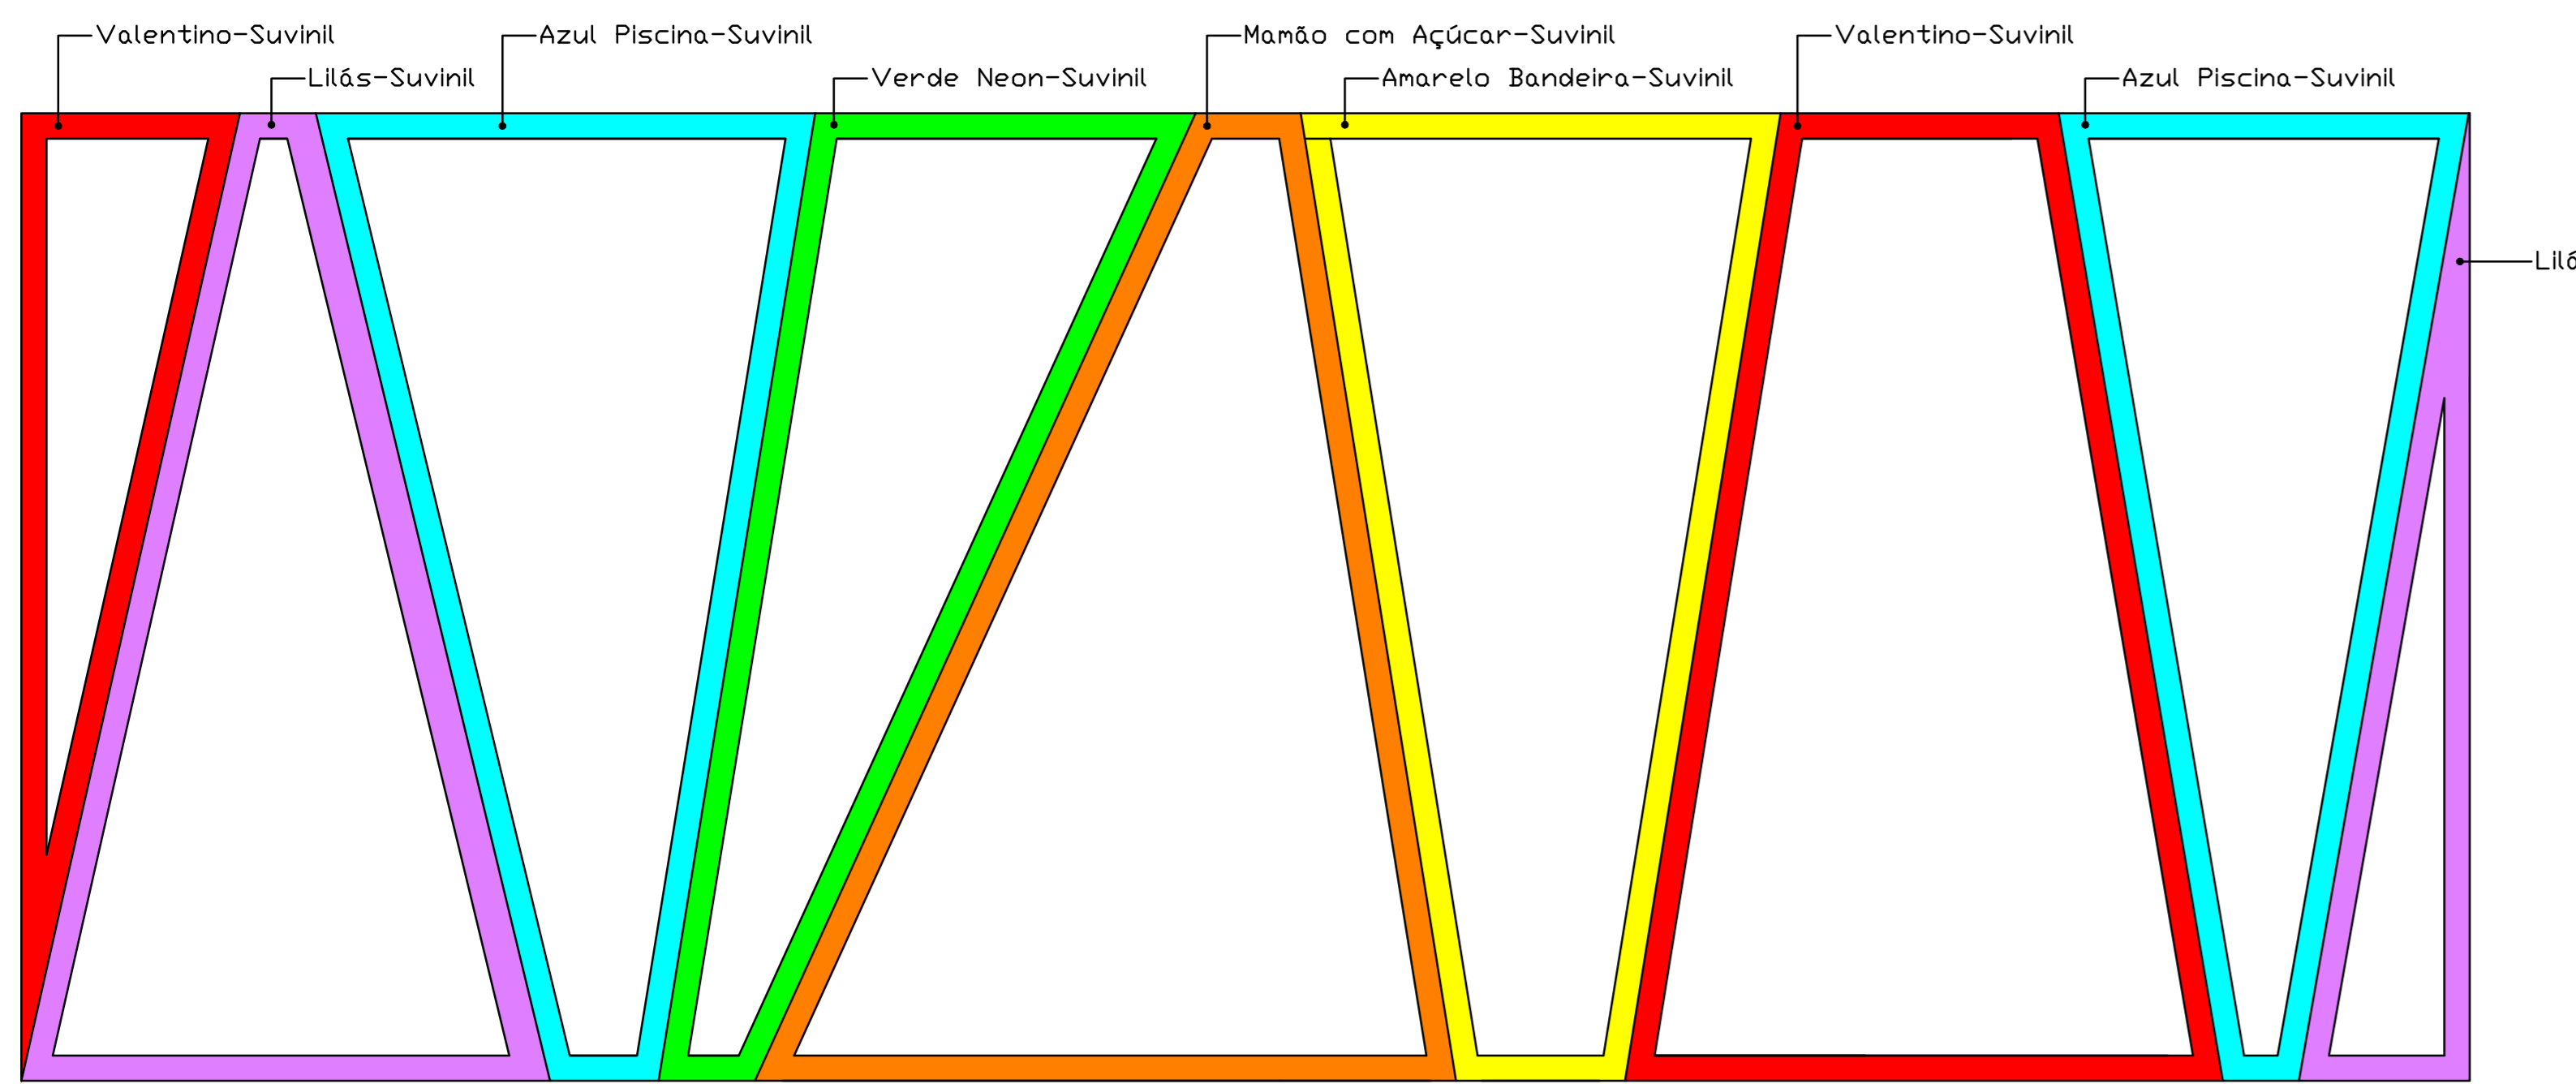 Valentino-Suvinil
Azul Piscina-Suvinil
Mamão com Açúcar-Suvinil
Valentino-Suvinil
Lilás-Suvinil
Verde Neon-Suvinil
Amarelo Bandeira-Suvinil
Azul Piscina-Suvinil